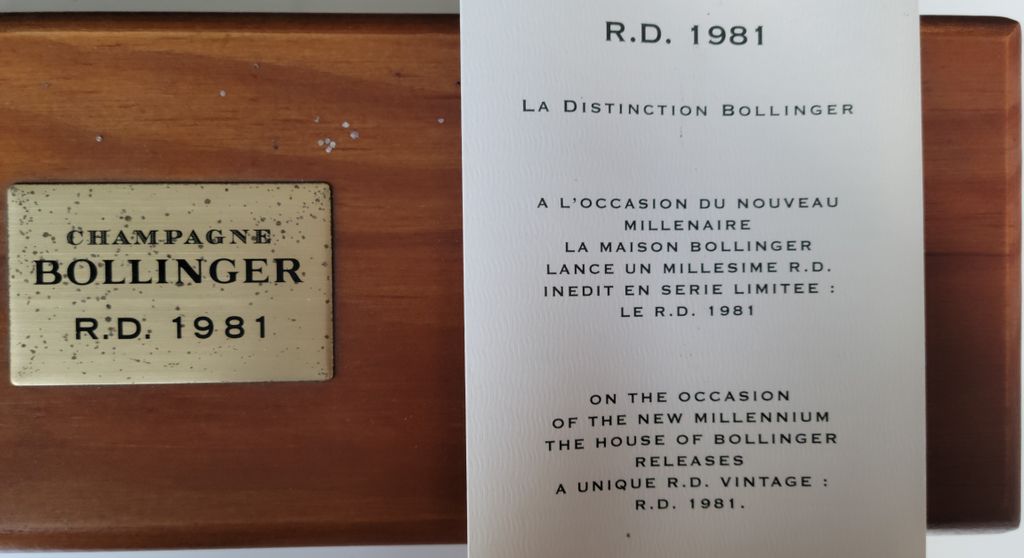 CHAMPAGNE
BOLLINGER
R.D. 1981
R.D. 1981
LA DISTINCTION BOLLINGER
A L'OCCASION DU NOUVEAU
MILLENAIRE
LA MAISON BOLLINGER
LANCE UN MILLESIME R.D.
INEDIT EN SERIE LIMITEE :
LE R.D. 1981
ON THE OCCASION
OF THE NEW MILLENNIUM
THE HOUSE OF BOLLINGER
RELEASES
A UNIQUE R.D. VINTAGE :
R.D. 1981.